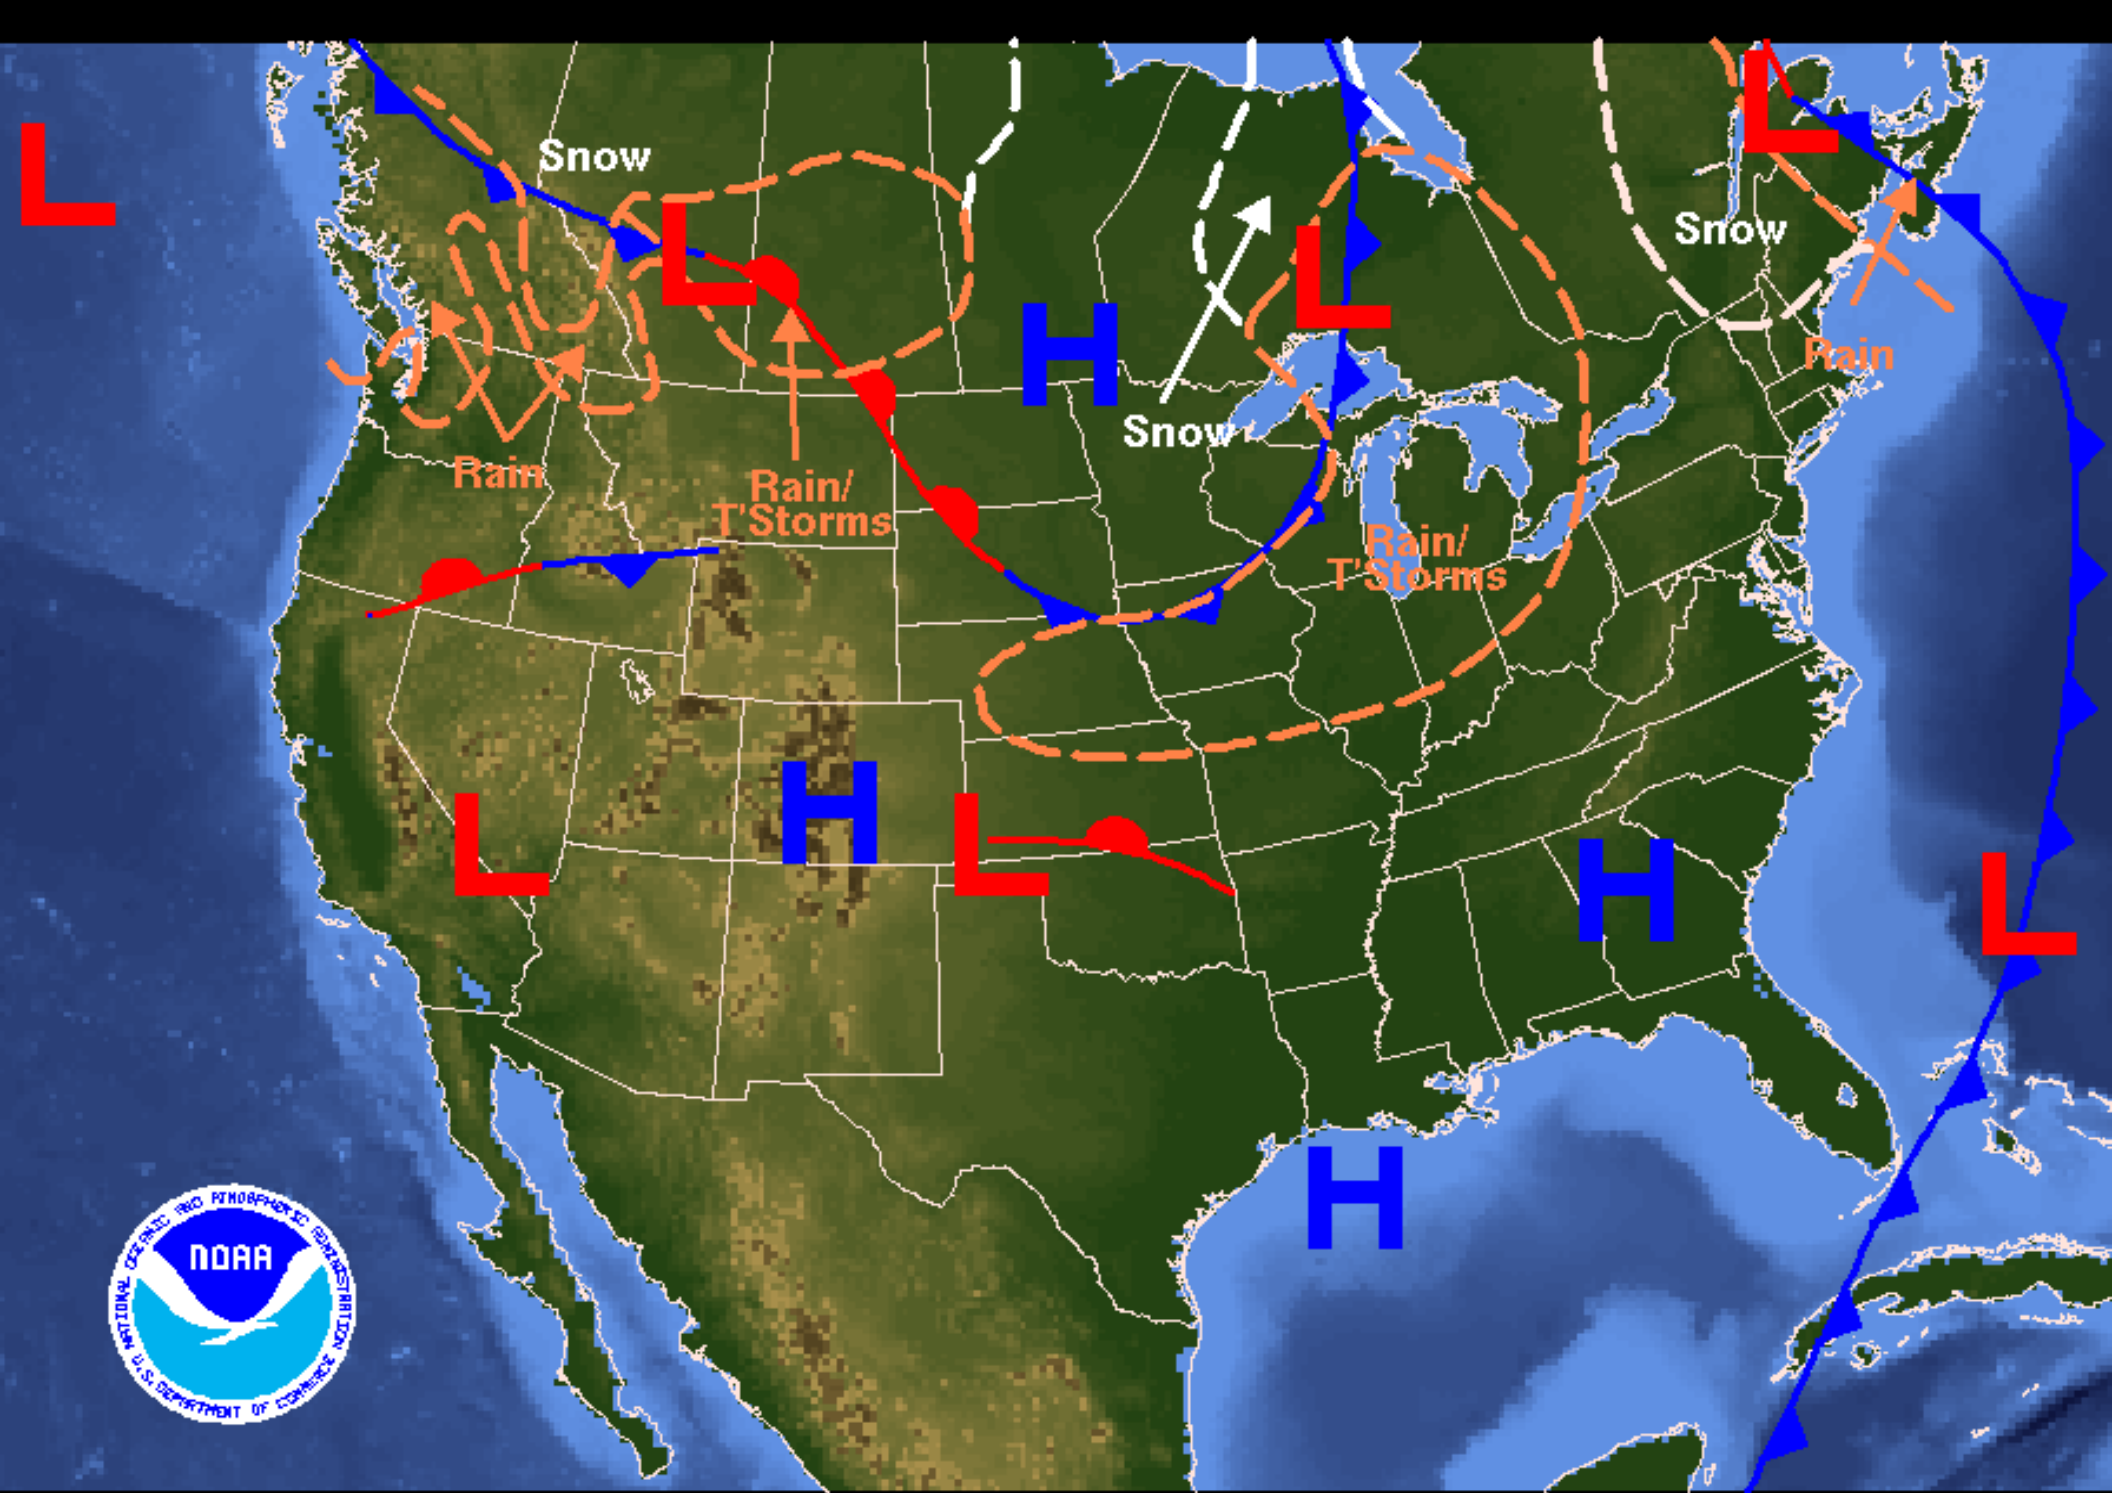 L
Snow
L
L
Snow
L
H
Rain
Snow
Rain
Rain/
T'Storms
Rain/
T'Storms
H
L
L
H
L
H
NOAA
NATIONAL OCEANIC AND ATMOSPHERIC ADMINISTRATION
U.S. DEPARTMENT OF COMMERCE